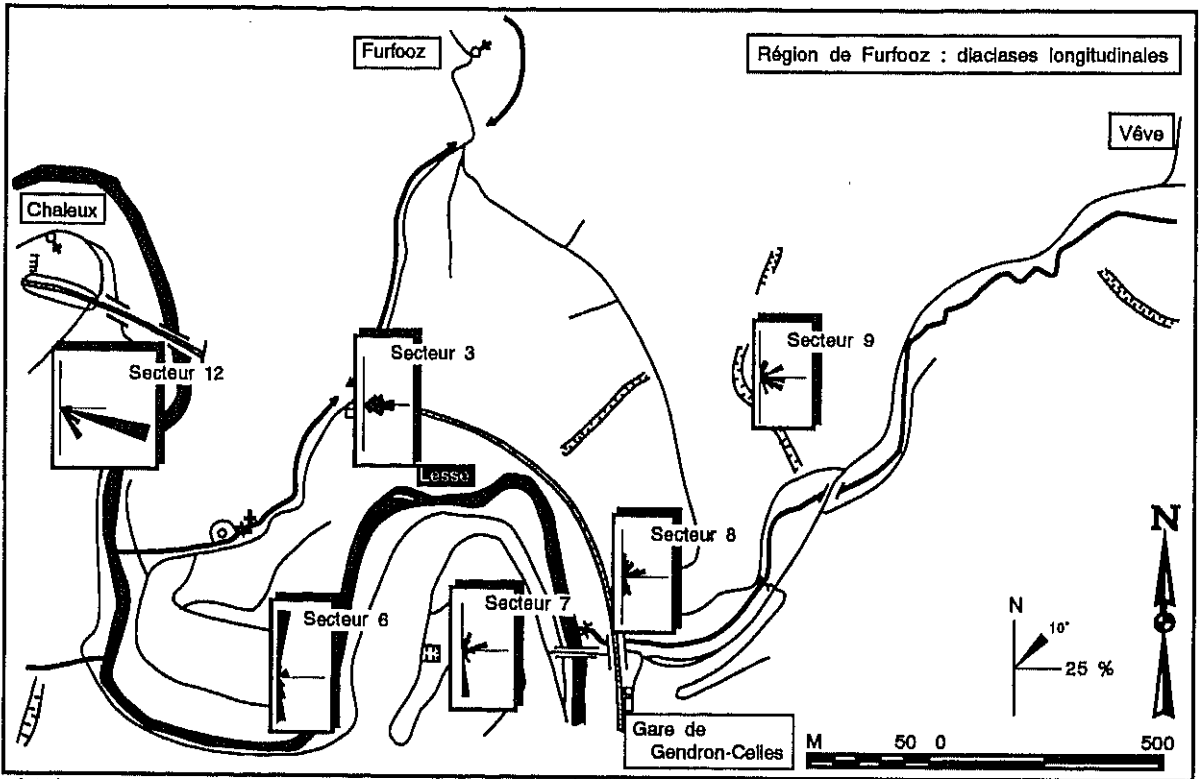 Furfooz
Région de Furfooz : diaclases longitudinales
Vêve
Chaleux
Secteur 3
Secteur 9
Secteur 12
Lesse
Secteur 8
Secteur 7
Secteur 6
N
N
10°
25 %
Gare de
Gendron-Celles
M 50 0 500